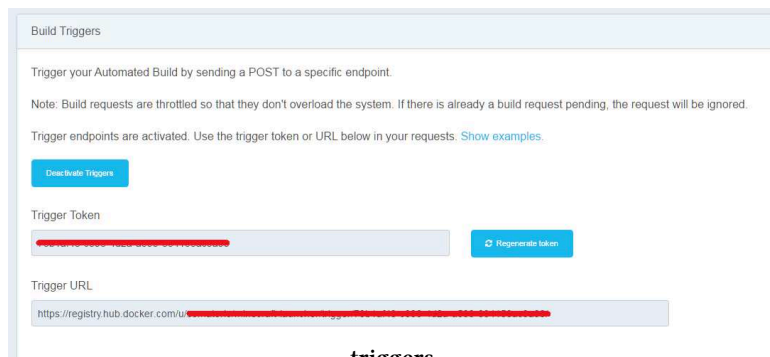 Build Triggers
Trigger your Automated Build by sending a POST to a specific endpoint.
Note: Build requests are throttled so that they don't overload the system. If there is already a build request pending, the request will be ignored.
Trigger endpoints are activated. Use the trigger token or URL below in your requests. Show examples.
Deactivate Triggers
Trigger Token
Regenerate token
Trigger URL
https://registry.hub.docker.com/u/
triggers